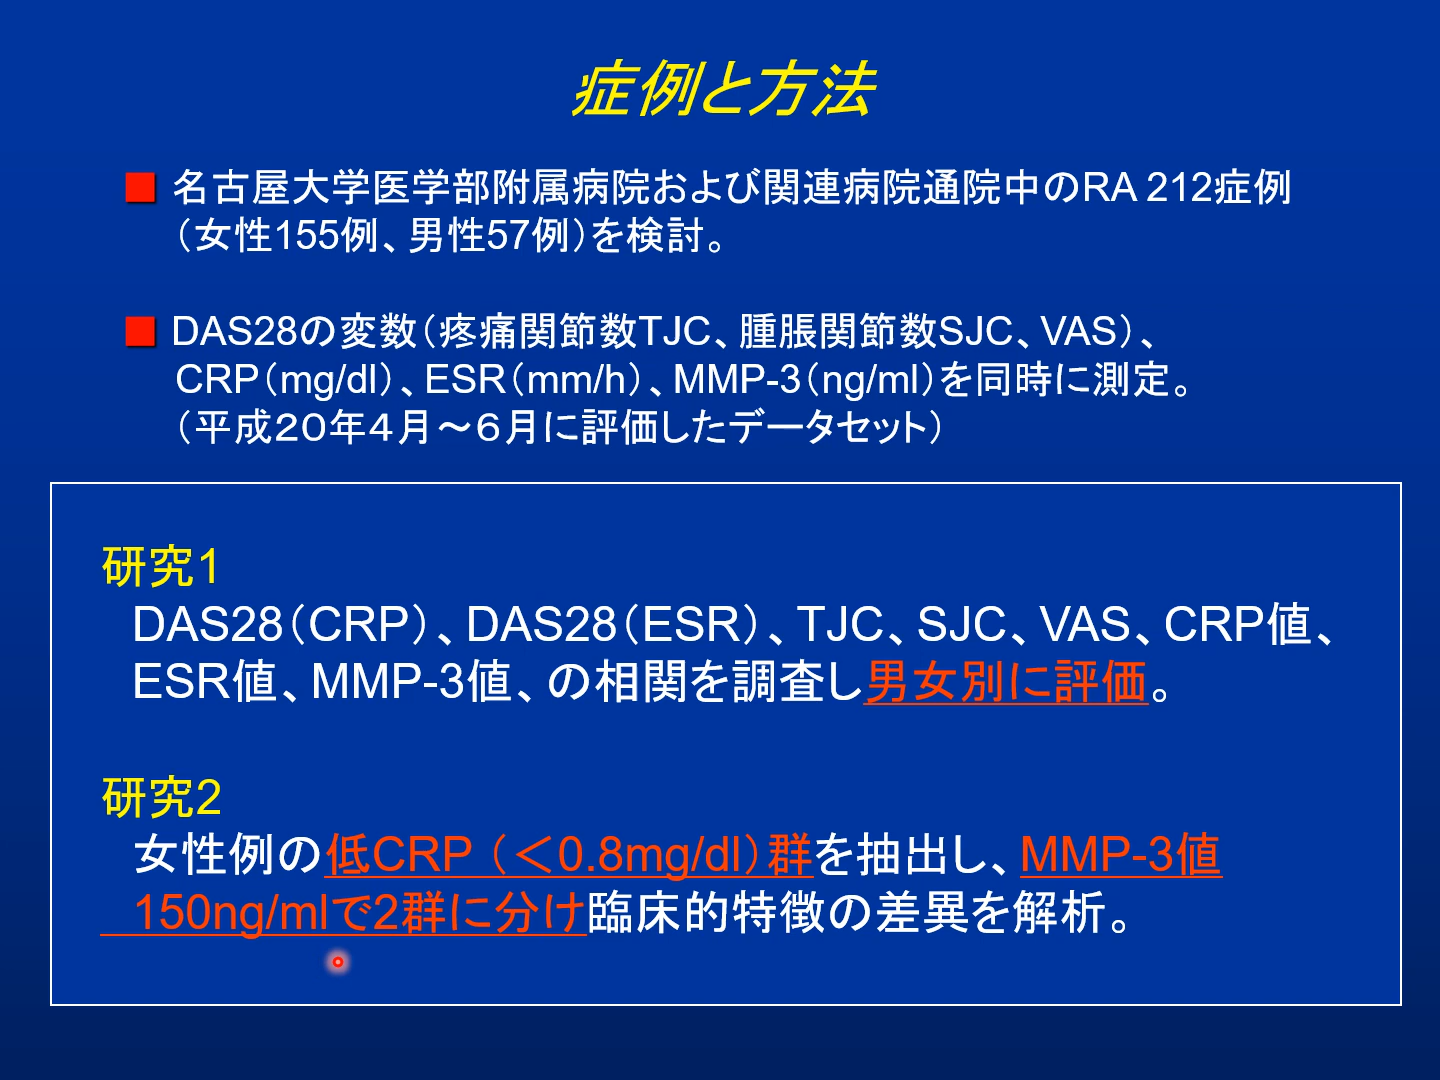 症例と方法
■ 名古屋大学医学部附属病院および関連病院通院中のRA 212症例
（女性155例、男性57例）を検討。
■ DAS28の変数（疼痛関節数TJC、腫脹関節数SJC、VAS）、
CRP（mg/dl）、ESR（mm/h）、MMP-3（ng/ml）を同時に測定。
（平成２０年４月～６月に評価したデータセット）
研究1
DAS28（CRP）、DAS28（ESR）、TJC、SJC、VAS、CRP値、
ESR値、MMP-3値、の相関を調査し男女別に評価。
研究2
女性例の低CRP（＜0.8mg/dl）群を抽出し、MMP-3値
150ng/mlで2群に分け臨床的特徴の差異を解析。